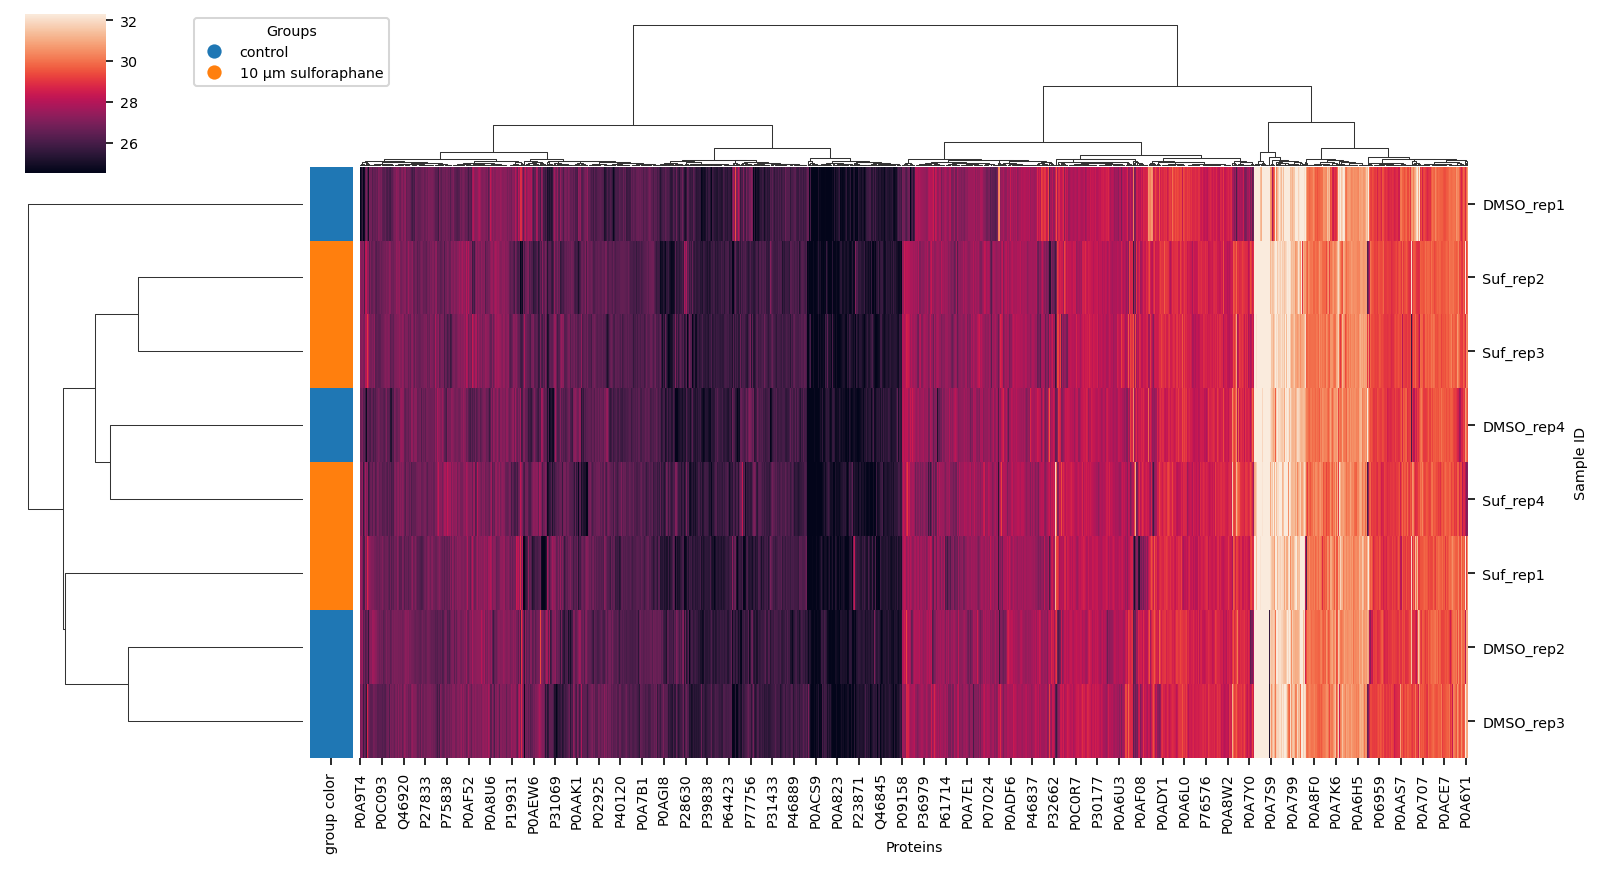 32
30
28
26
Groups
control
10 μm sulforaphane
DMSO_rep1
Suf_rep2
Suf_rep3
DMSO_rep4
Suf_rep4
Suf_rep1
DMSO_rep2
DMSO_rep3
Sample ID
group color
P0A9T4
P0C093
Q46920
P27833
P75838
P0AF52
P0A8U6
P19931
P0AEW6
P31069
P0AAK1
P02925
P40120
P0A7B1
P0AGI8
P28630
P39838
P64423
P77756
P31433
P46889
P0ACS9
P0A823
P23871
Q46845
P09158
P36979
P61714
P0A7E1
P07024
P0ADF6
P46837
P32662
P0C0R7
P30177
P0A6U3
P0AF08
P0ADY1
P0A6L0
P76576
P0A8W2
P0A7Y0
P0A7S9
P0A799
P0A8F0
P0A7K6
P0A6H5
P06959
P0AAS7
P0A707
P0ACE7
P0A6Y1
Proteins